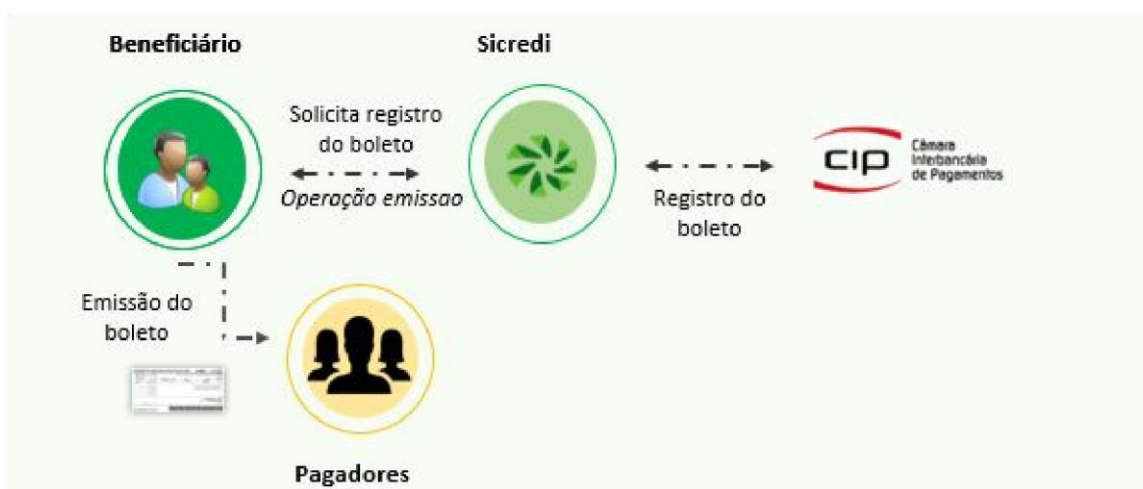 Beneficiário
Sicredi
Solicita registro
do boleto
Operação emissao
CIP
Câmara
Interbancária
de Pagamentos
Registro do
boleto
Emissão do
boleto
Pagadores